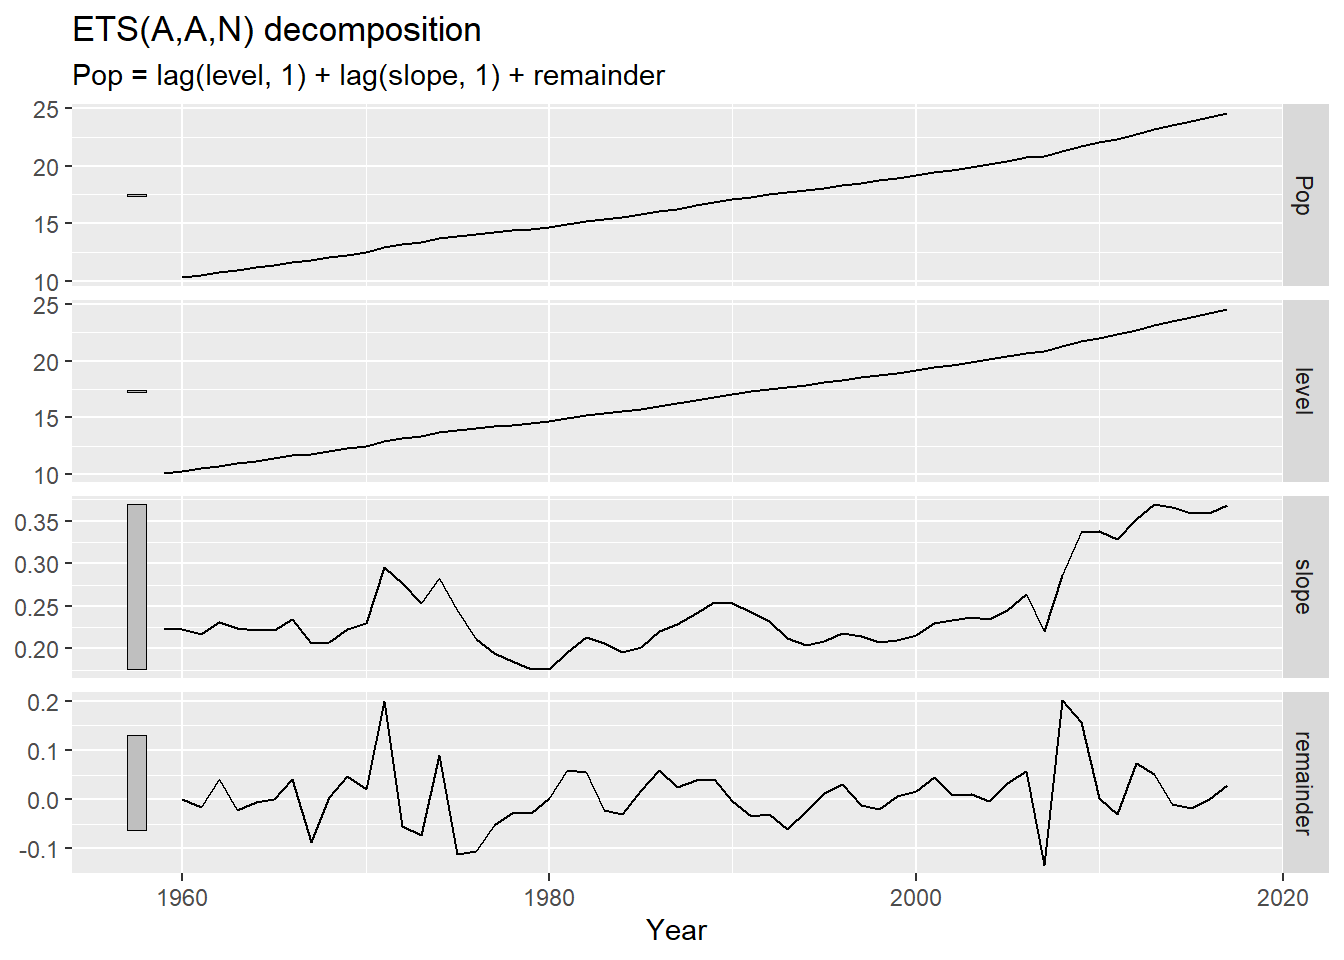 ETS(A,A,N) decomposition
Pop = lag(level, 1) + lag(slope, 1) + remainder
25
20
15
10
Pop
25
20
15
10
level
0.35
0.30
0.25
0.20
slope
0.2
0.1
0.0
-0.1
remainder
1960 1980 2000 2020
Year